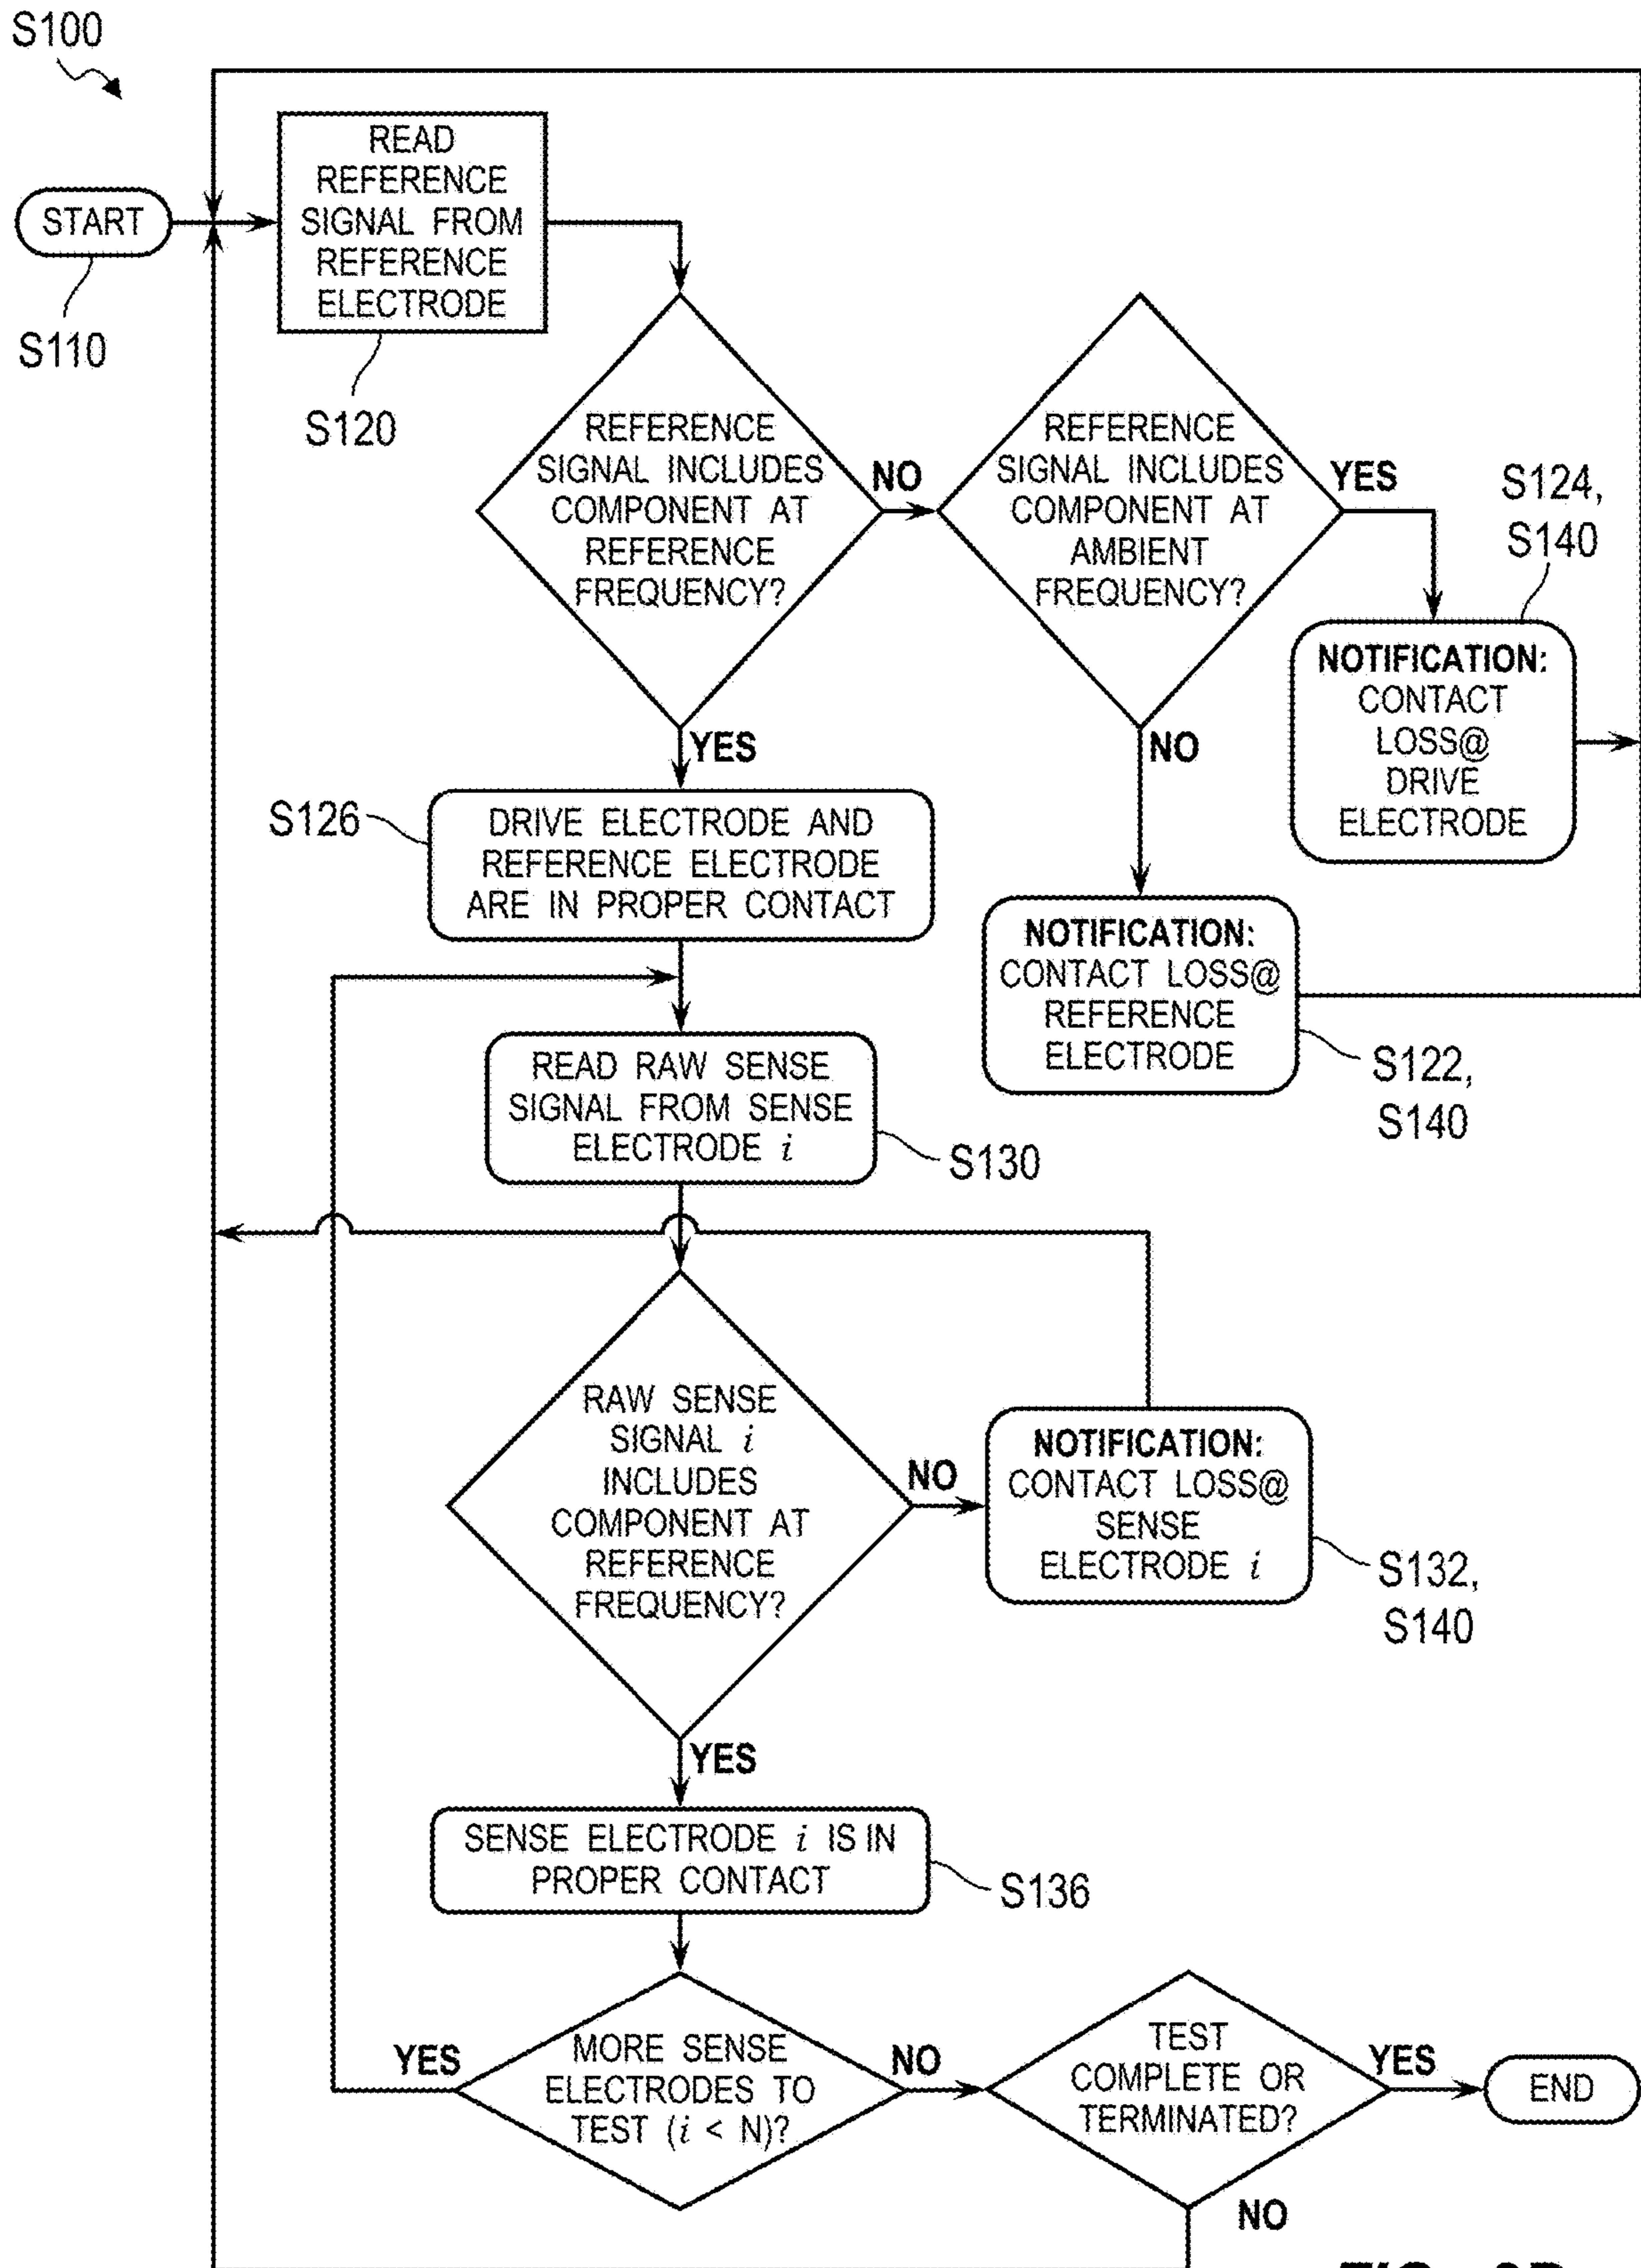 S100
READ
REFERENCE
SIGNAL FROM
REFERENCE
ELECTRODE
START
S110
S120
REFERENCE
SIGNAL INCLUDES
COMPONENT AT
REFERENCE
FREQUENCY?
NO
REFERENCE
SIGNAL INCLUDES
COMPONENT AT
AMBIENT
FREQUENCY?
YES
S124,
S140
NOTIFICATION:
CONTACT
LOSS@
DRIVE
ELECTRODE
YES
NO
S126
DRIVE ELECTRODE AND
REFERENCE ELECTRODE
ARE IN PROPER CONTACT
NOTIFICATION:
CONTACT LOSS@
REFERENCE
ELECTRODE
S122,
S140
READ RAW SENSE
SIGNAL FROM SENSE
ELECTRODE i
S130
RAW SENSE
SIGNAL i
INCLUDES
COMPONENT AT
REFERENCE
FREQUENCY?
NO
NOTIFICATION:
CONTACT LOSS@
SENSE
ELECTRODE i
S132,
S140
YES
SENSE ELECTRODE i IS IN
PROPER CONTACT
S136
YES
MORE SENSE
ELECTRODES TO
TEST (i < N)?
NO
TEST
COMPLETE OR
TERMINATED?
YES
END
NO